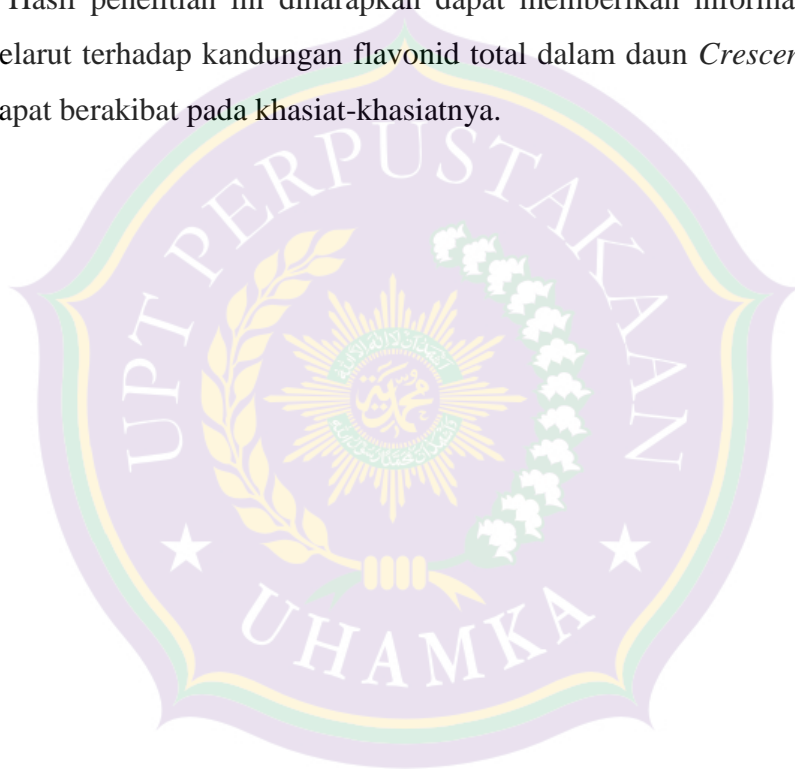 Hasil penelitian ini diharapkan dapat memberikan informa
elarut terhadap kandungan flavonid total dalam daun Crescen
apat berakibat pada khasiat-khasiatnya.
UPT PERPUSTAKAAN
UHAMKA